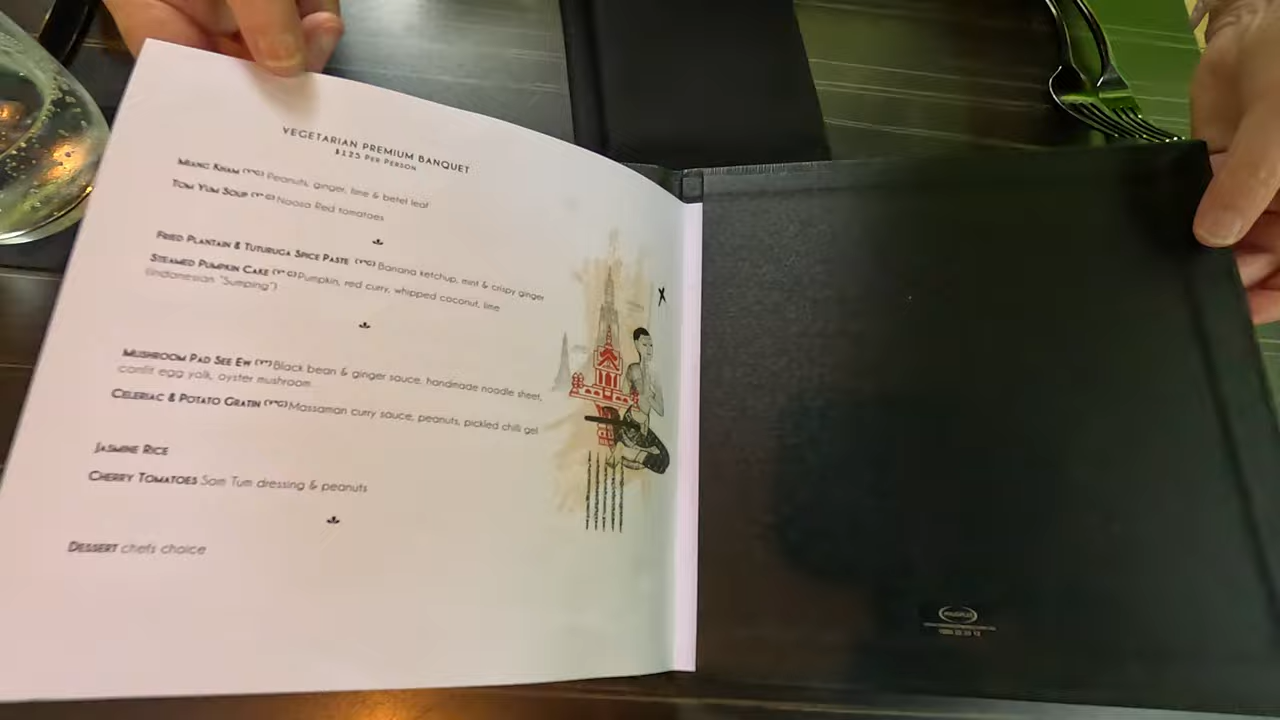 VEGETARIAN PREMIUM BANQUET
$125 PER PERSON
MIANG KHAM (VG) Peanuts, ginger, lime & betel leaf
TOM YUM SOUP (V*G) Noosa Red tomatoes
FRIED PLANTAIN & TUTURUGA SPICE PASTE (VG) Banana ketchup, mint & crispy ginger
STEAMED PUMPKIN CAKE (V*G) Pumpkin, red curry, whipped coconut, lime
(Indonesian "Sumping")
MUSHROOM PAD SEE EW (V*) Black bean & ginger sauce, handmade noodle sheet,
confit egg yolk, oyster mushroom
CELERIAC & POTATO GRATIN (V*G) Massaman curry sauce, peanuts, pickled chilli gel
JASMINE RICE
CHERRY TOMATOES Som Tum dressing & peanuts
DESSERT chefs choice